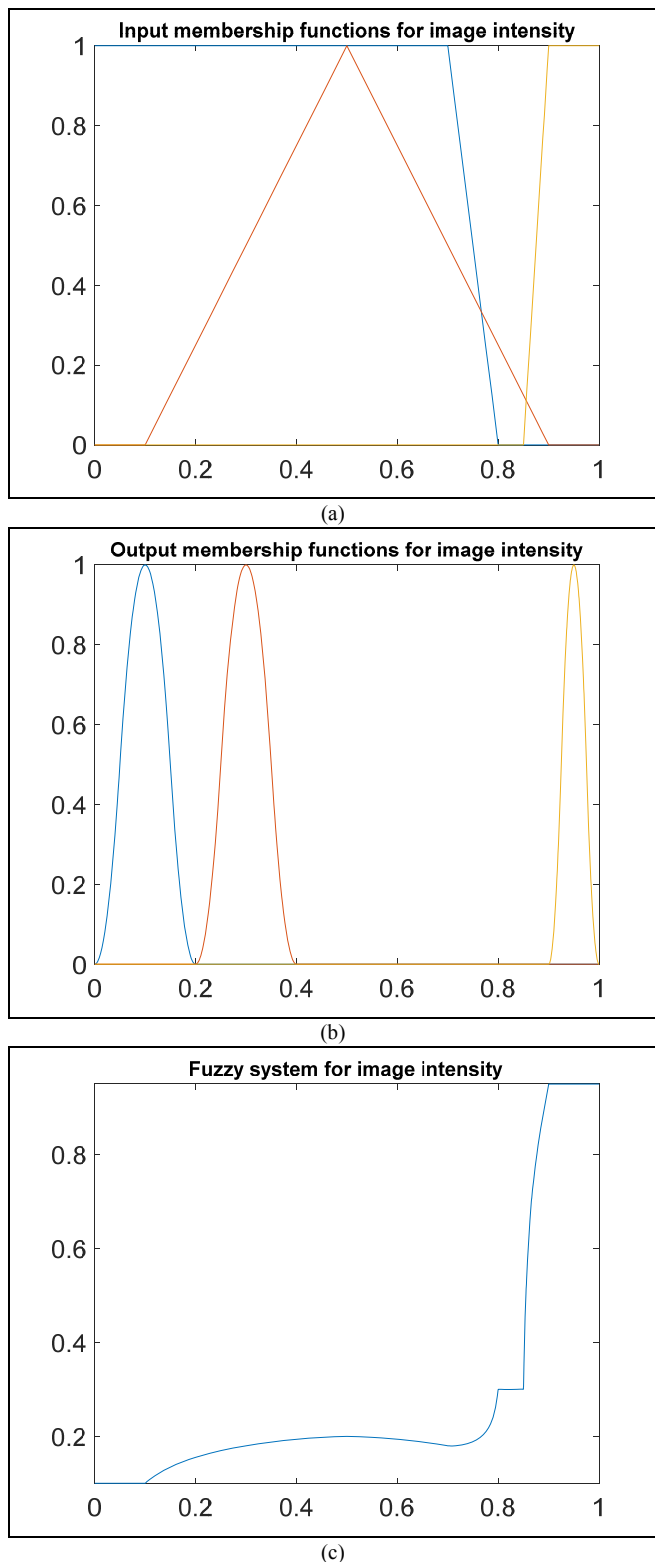 Input membership functions for image intensity
1
0.8
0.6
0.4
0.2
0
0 0.2 0.4 0.6 0.8 1
(a)
Output membership functions for image intensity
1
0.8
0.6
0.4
0.2
0
0 0.2 0.4 0.6 0.8 1
(b)
Fuzzy system for image intensity
0.8
0.6
0.4
0.2
0 0.2 0.4 0.6 0.8 1
(c)